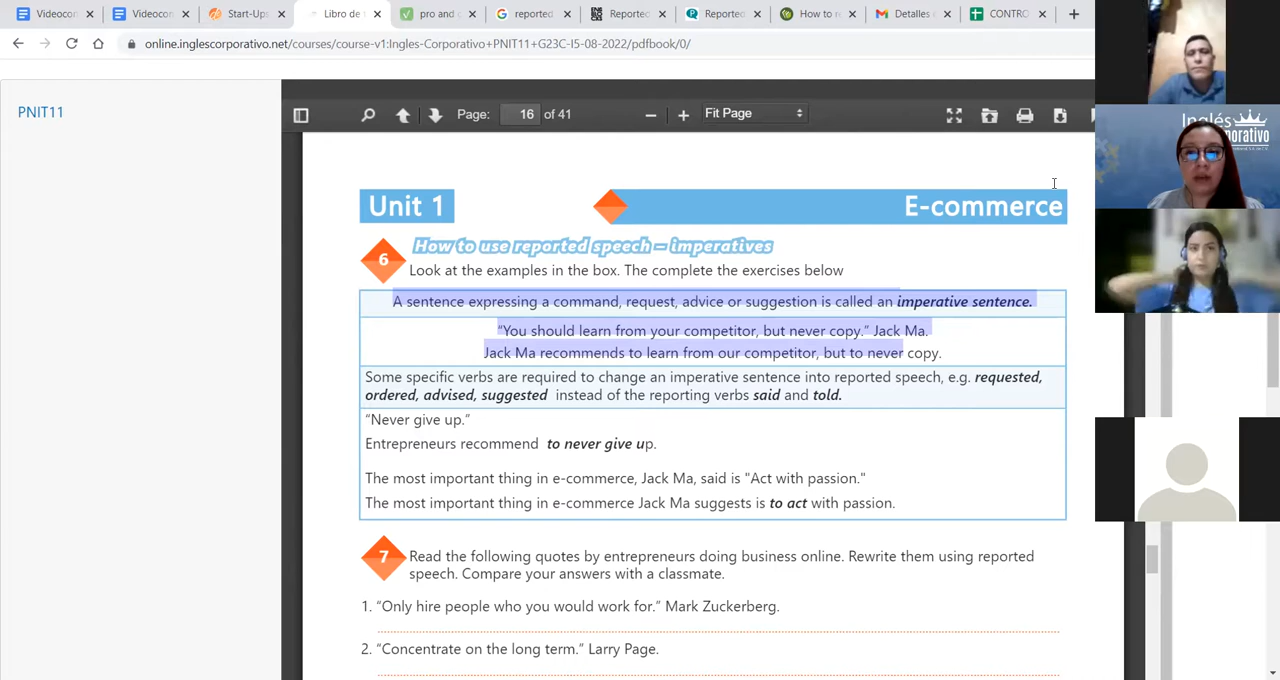 Videocon
Videocon
Start-Ups
Libro de
pro and c
reported
Reported
Reported
How to r
Detalles
CONTRO
online.inglescorporativo.net/courses/course-v1:Ingles-Corporativo+PNIT11+G23C-I5-08-2022/pdfbook/0/
PNIT11
Page: 16 of 41
Fit Page
Inglés
orporativo
Unit 1
E-commerce
6
How to use reported speech – imperatives
Look at the examples in the box. The complete the exercises below
A sentence expressing a command, request, advice or suggestion is called an imperative sentence.
“You should learn from your competitor, but never copy.” Jack Ma.
Jack Ma recommends to learn from our competitor, but to never copy.
Some specific verbs are required to change an imperative sentence into reported speech, e.g. requested,
ordered, advised, suggested instead of the reporting verbs said and told.
“Never give up.”
Entrepreneurs recommend to never give up.
The most important thing in e-commerce, Jack Ma, said is "Act with passion."
The most important thing in e-commerce Jack Ma suggests is to act with passion.
7
Read the following quotes by entrepreneurs doing business online. Rewrite them using reported
speech. Compare your answers with a classmate.
1. “Only hire people who you would work for.” Mark Zuckerberg.
2. “Concentrate on the long term.” Larry Page.